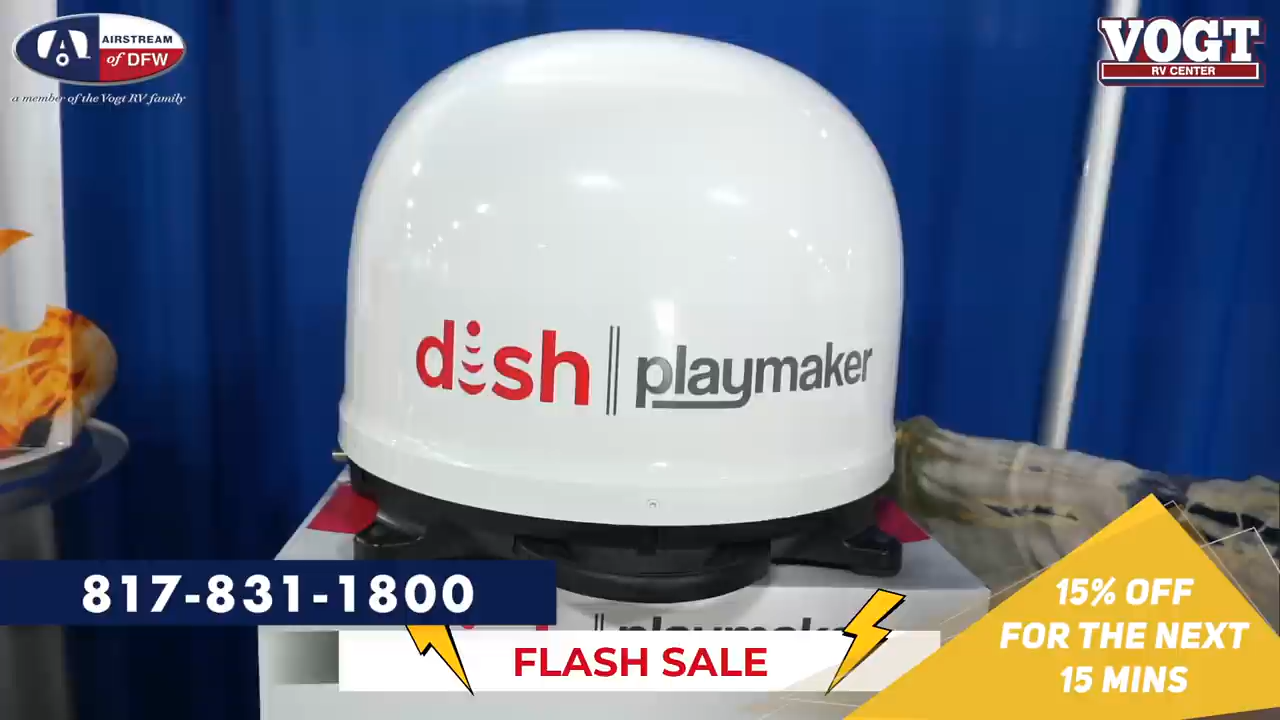 AIRSTREAM
of DFW
a member of the Vogt RV family
VOGT
RV CENTER
dish playmaker
817-831-1800
playmaker
FLASH SALE
15% OFF
FOR THE NEXT
15 MINS